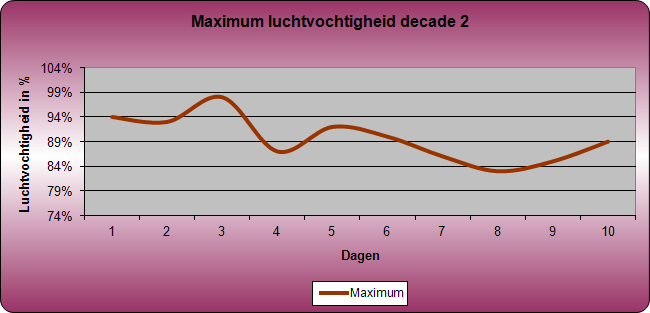 Maximum luchtvochtigheid decade 2
Luchtvochtigheid in %
104%
99%
94%
89%
84%
79%
74%
1 2 3 4 5 6 7 8 9 10
Dagen
Maximum